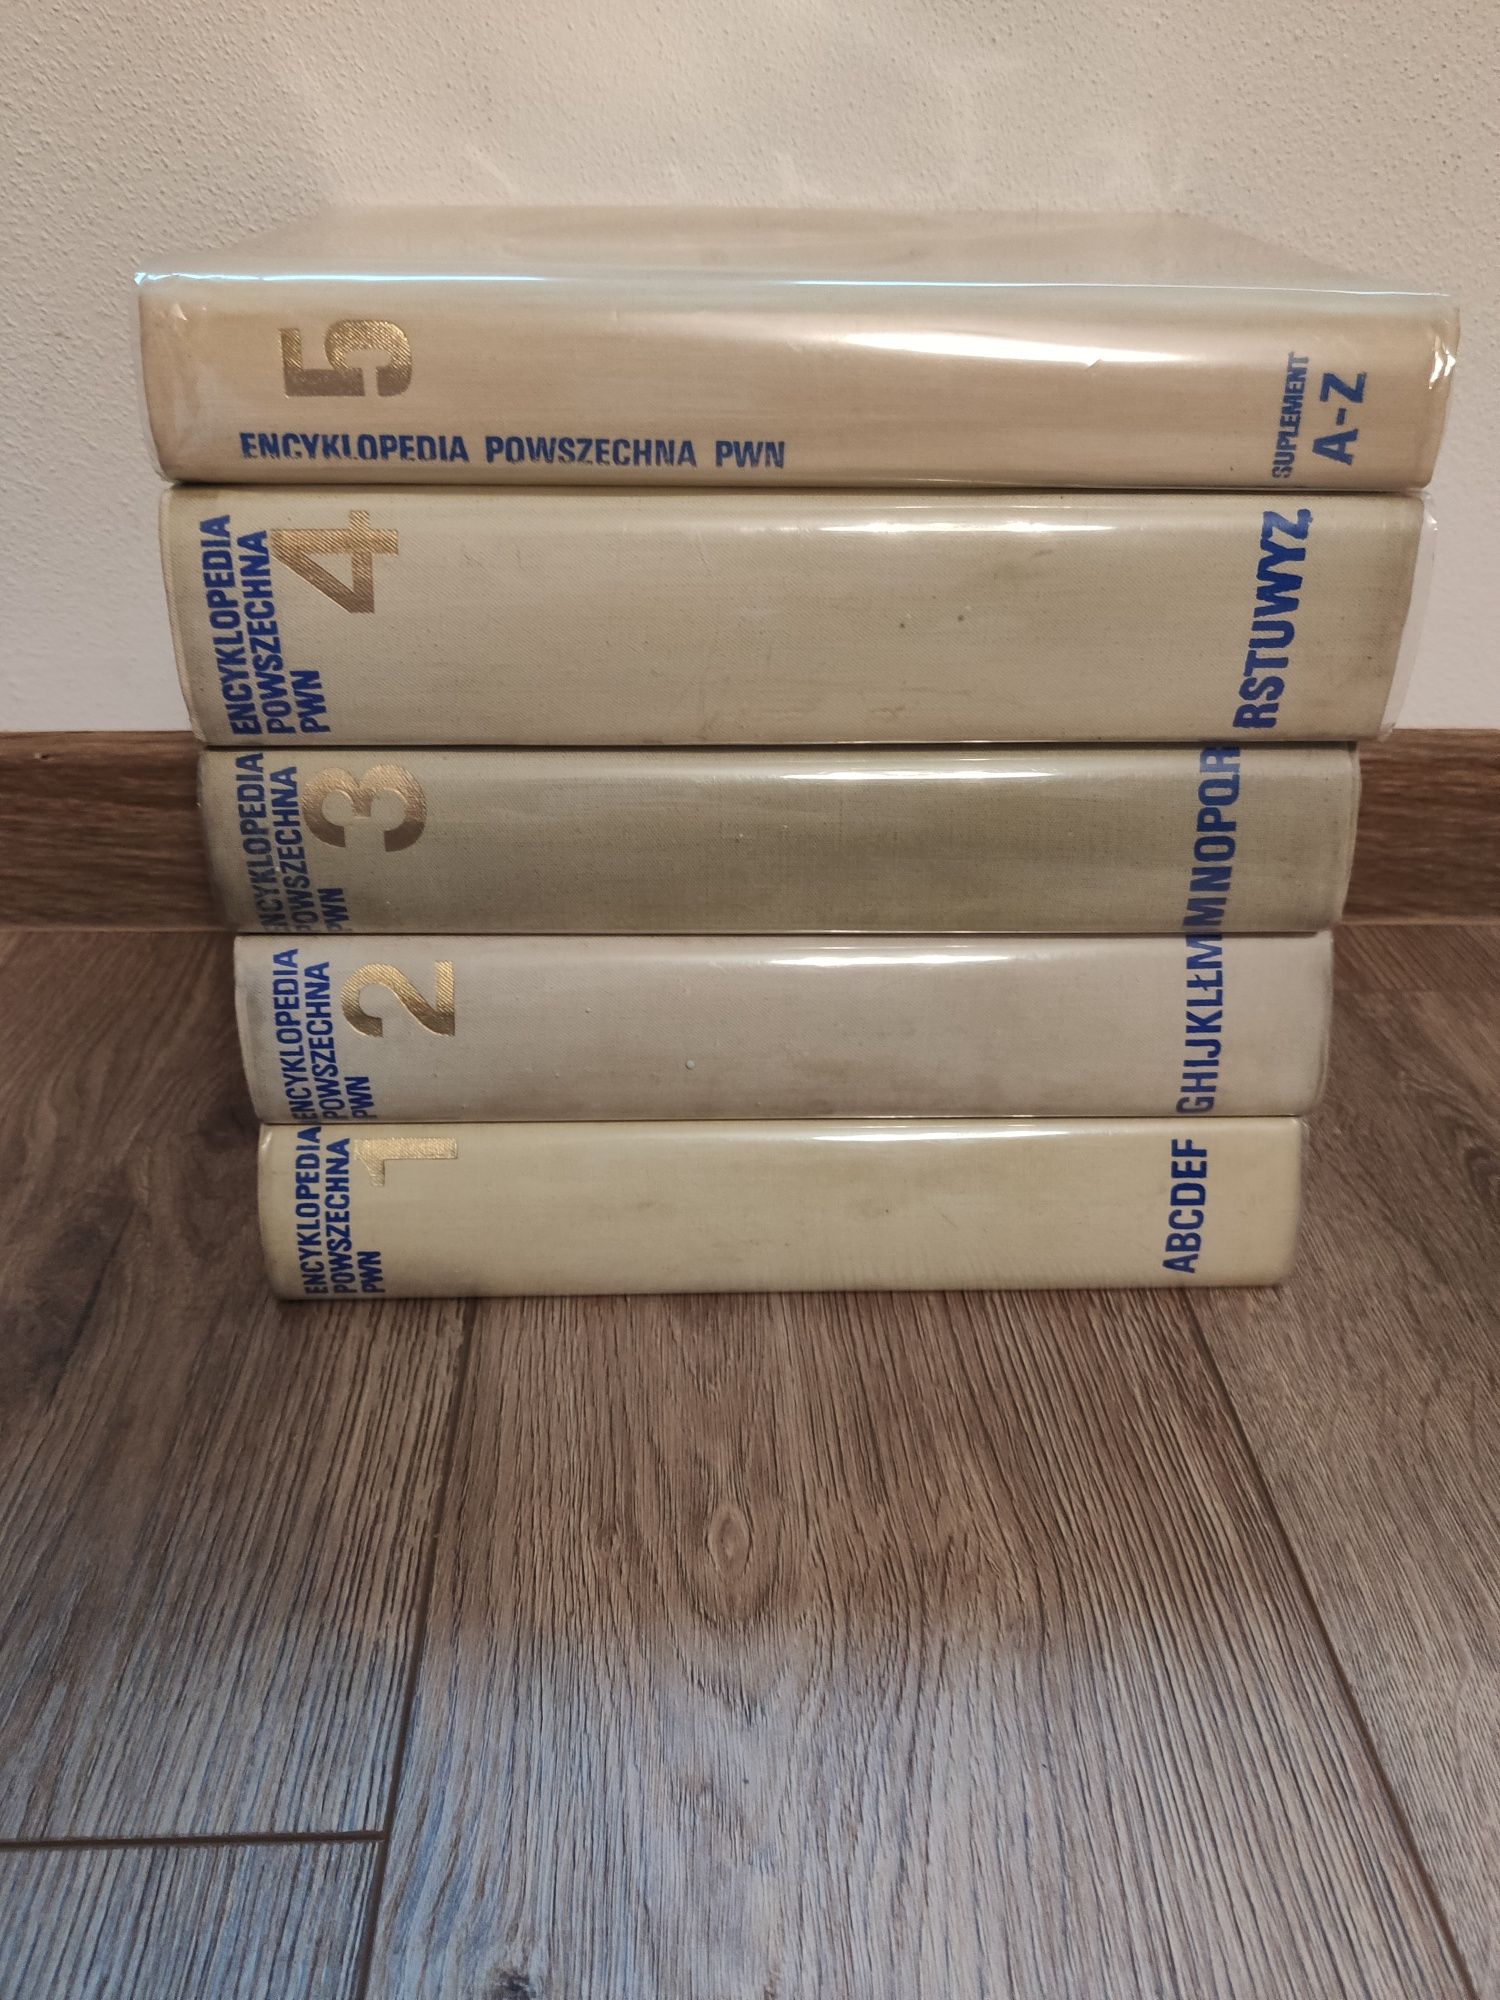 5
ENCYKLOPEDIA POWSZECHNA PWN
SUPLEMENT
A-Z
ENCYKLOPEDIA
POWSZECHNA
PWN
4
RSTUWYZ
ENCYKLOPEDIA
POWSZECHNA
PWN
3
MNOPQR
ENCYKLOPEDIA
POWSZECHNA
PWN
2
GHIJKLŁM
ENCYKLOPEDIA
POWSZECHNA
PWN
1
ABCDEF